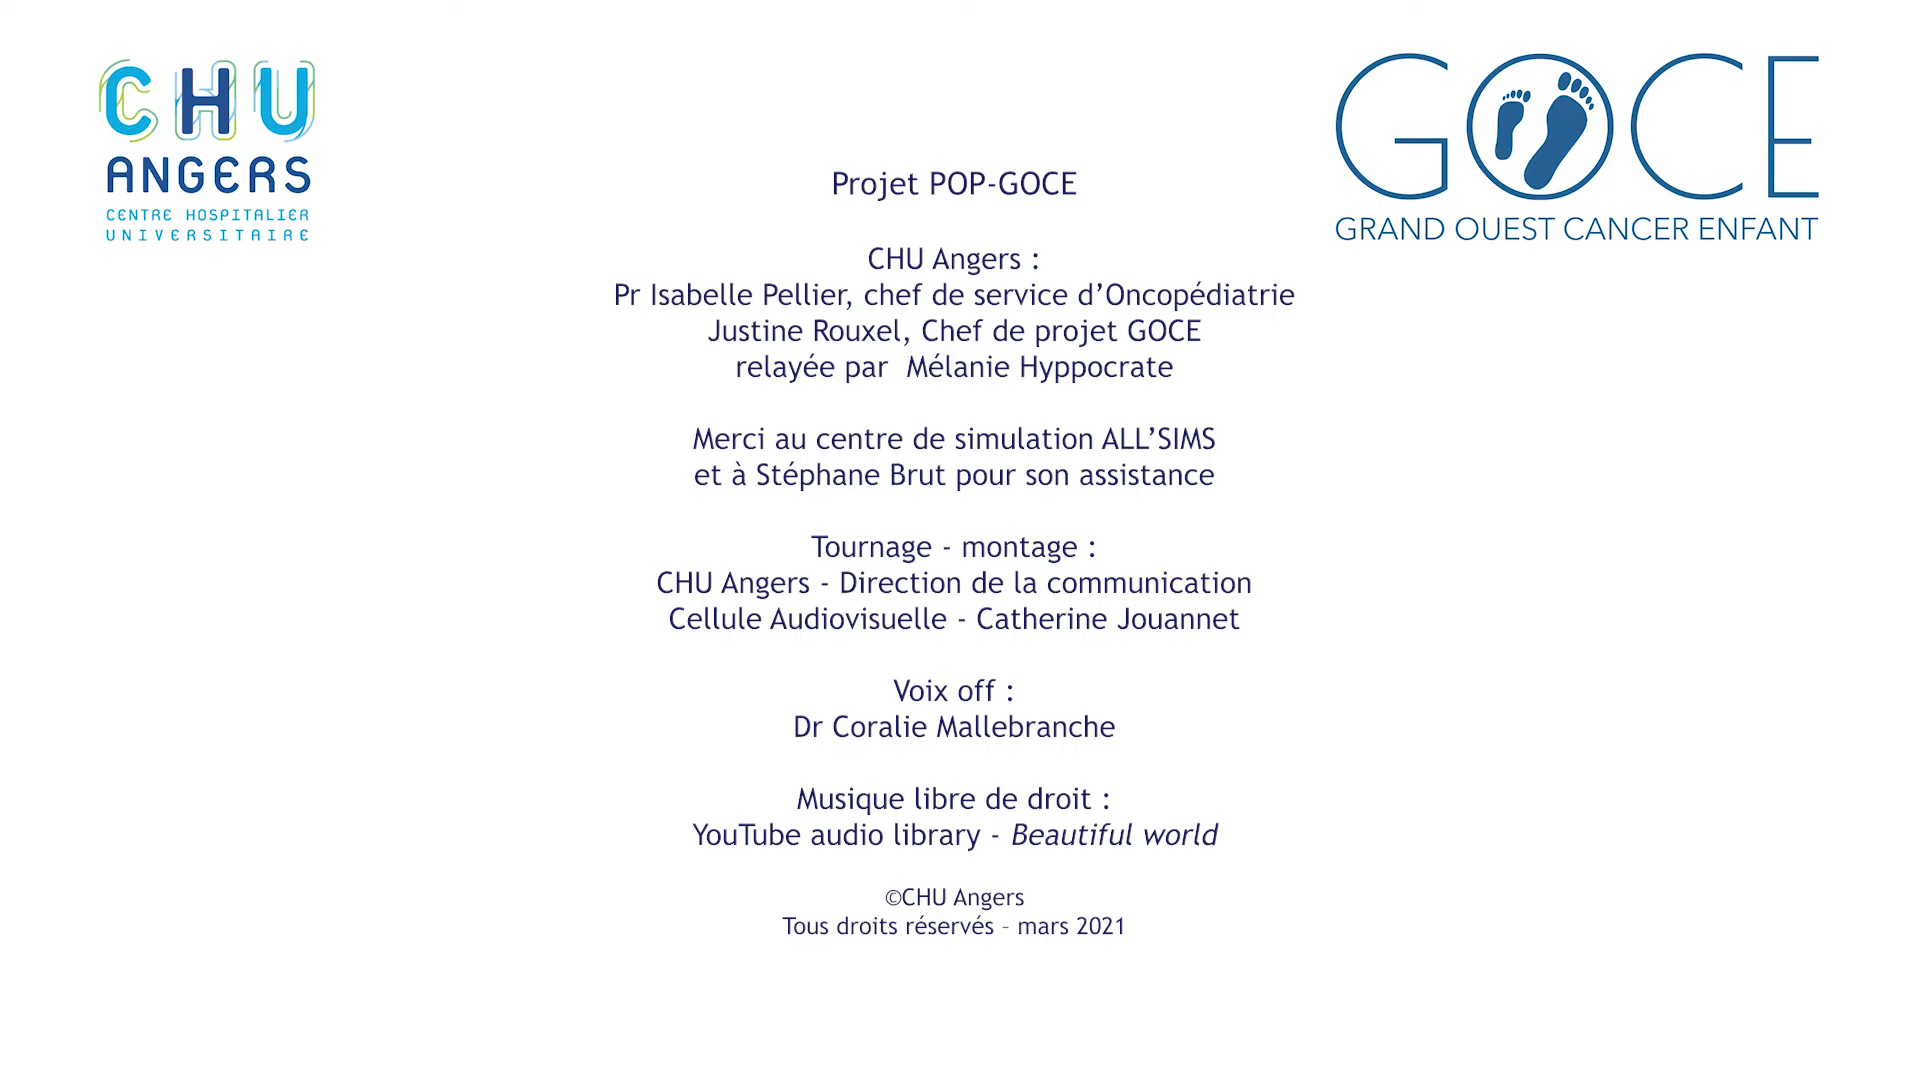 CHU
ANGERS
CENTRE HOSPITALIER
UNIVERSITAIRE
GOCE
GRAND OUEST CANCER ENFANT
Projet POP-GOCE
CHU Angers :
Pr Isabelle Pellier, chef de service d’Oncopédiatrie
Justine Rouxel, Chef de projet GOCE
relayée par  Mélanie Hyppocrate
Merci au centre de simulation ALL’SIMS
et à Stéphane Brut pour son assistance
Tournage - montage :
CHU Angers - Direction de la communication
Cellule Audiovisuelle - Catherine Jouannet
Voix off :
Dr Coralie Mallebranche
Musique libre de droit :
YouTube audio library - Beautiful world
©CHU Angers
Tous droits réservés – mars 2021